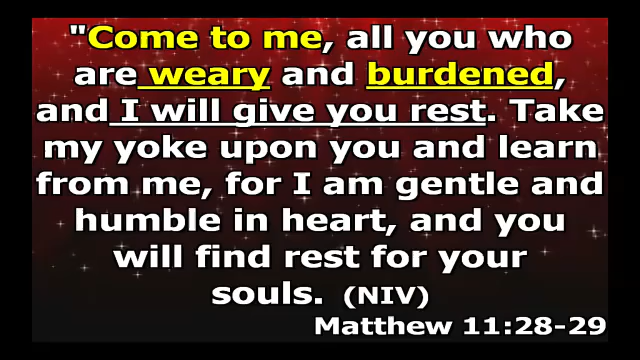 "Come to me, all you who
are weary and burdened,
and I will give you rest. Take
my yoke upon you and learn
from me, for I am gentle and
humble in heart, and you
will find rest for your
souls. (NIV)
Matthew 11:28-29